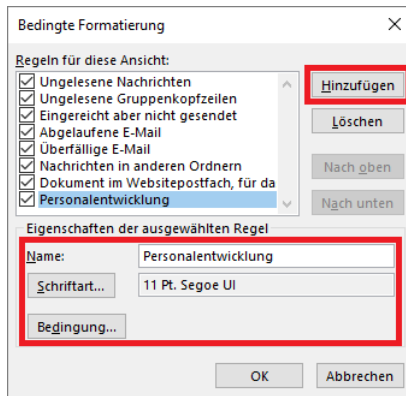 Bedingte Formatierung
Regeln für diese Ansicht:
Ungelesene Nachrichten
Ungelesene Gruppenkopfzeilen
Eingereicht aber nicht gesendet
Abgelaufene E-Mail
Überfällige E-Mail
Nachrichten in anderen Ordnern
Dokument im Websitepostfach, für da
Personalentwicklung
Hinzufügen
Löschen
Nach oben
Nach unten
Eigenschaften der ausgewählten Regel
Name: Personalentwicklung
Schriftart... 11 Pt. Segoe UI
Bedingung...
OK Abbrechen